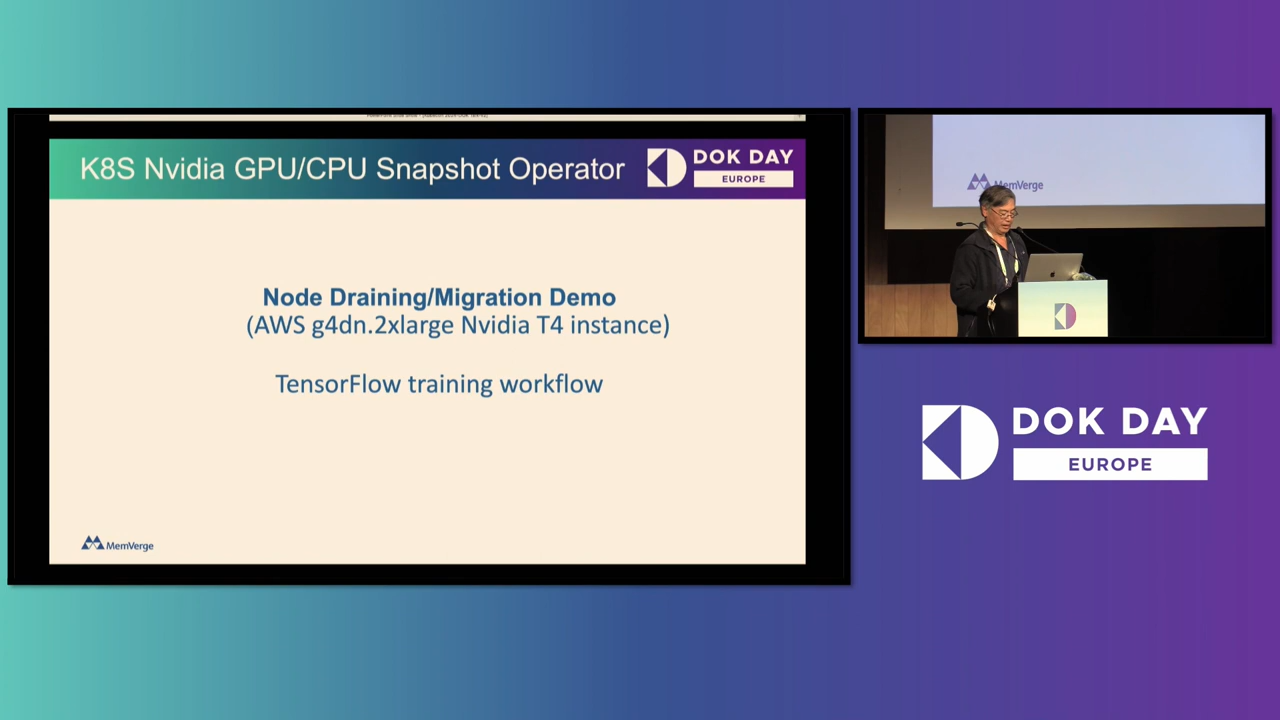 K8S Nvidia GPU/CPU Snapshot Operator
DOK DAY
EUROPE
Node Draining/Migration Demo
(AWS g4dn.2xlarge Nvidia T4 instance)
TensorFlow training workflow
MemVerge
MemVerge
DOK DAY
EUROPE